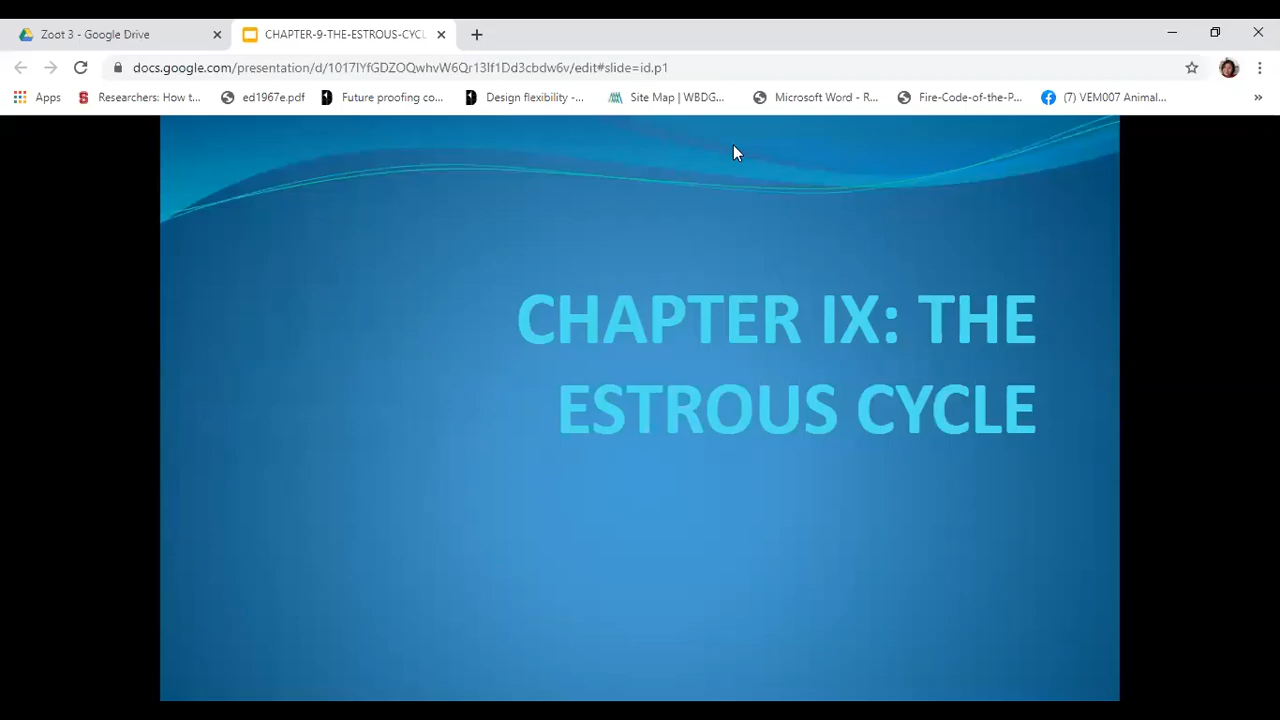 Zoot 3 - Google Drive
CHAPTER-9-THE-ESTROUS-CYCL
docs.google.com/presentation/d/1017lYfGDZOQwhvW6Qr13lf1Dd3cbdw6v/edit#slide=id.p1
Apps
Researchers: How t...
ed1967e.pdf
Future proofing co...
Design flexibility -...
Site Map | WBDG...
Microsoft Word - R...
Fire-Code-of-the-P...
(7) VEM007 Animal...
CHAPTER IX: THE
ESTROUS CYCLE